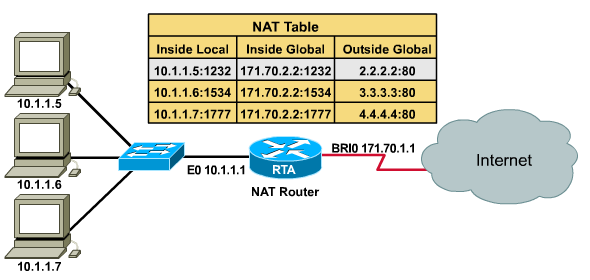 NAT Table
Inside Local Inside Global Outside Global
10.1.1.5:1232 171.70.2.2:1232 2.2.2.2:80
10.1.1.6:1534 171.70.2.2:1534 3.3.3.3:80
10.1.1.7:1777 171.70.2.2:1777 4.4.4.4:80
10.1.1.5
10.1.1.6
10.1.1.7
E0 10.1.1.1
RTA
NAT Router
BRI0 171.70.1.1
Internet